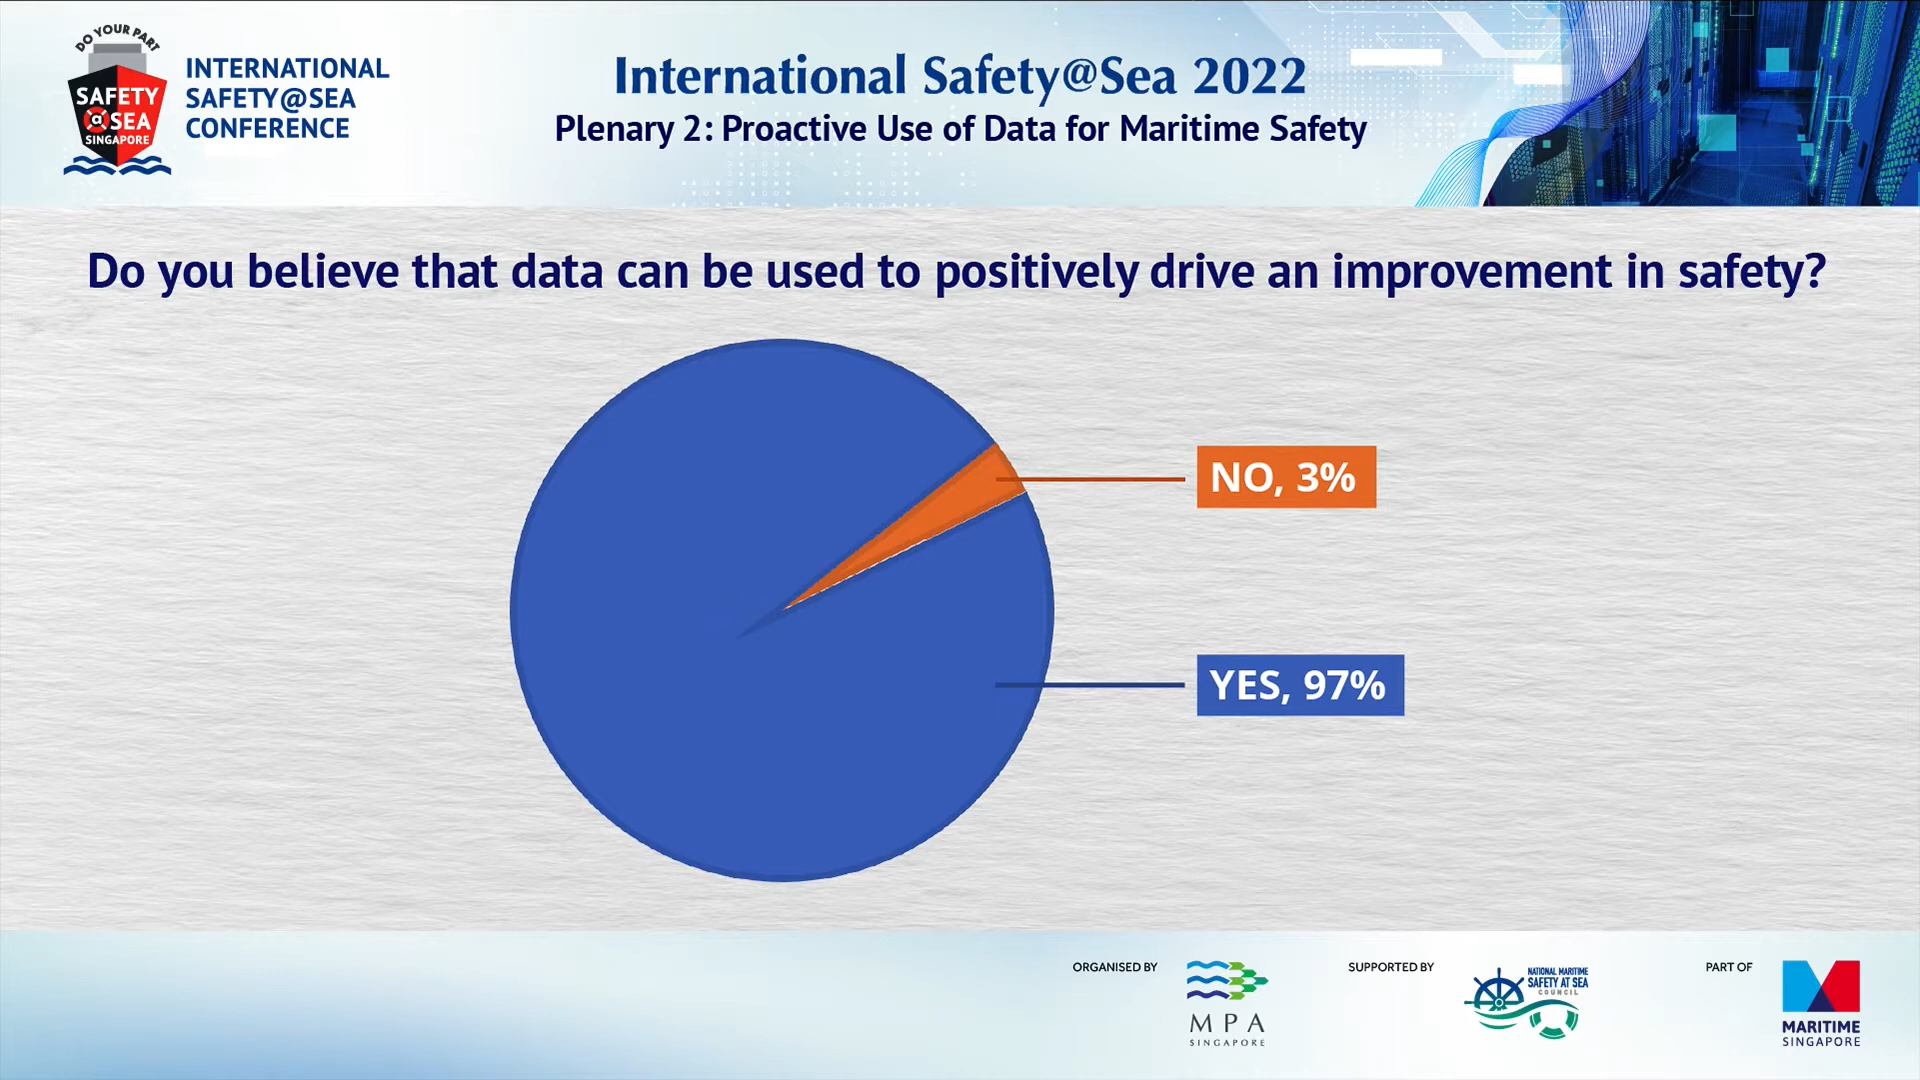 DO YOUR PART
SAFETY
@SEA
SINGAPORE
INTERNATIONAL
SAFETY@SEA
CONFERENCE
International Safety@Sea 2022
Plenary 2: Proactive Use of Data for Maritime Safety
Do you believe that data can be used to positively drive an improvement in safety?
NO, 3%
YES, 97%
ORGANISED BY
MPA
SINGAPORE
SUPPORTED BY
NATIONAL MARITIME
SAFETY AT SEA
COUNCIL
PART OF
MARITIME
SINGAPORE